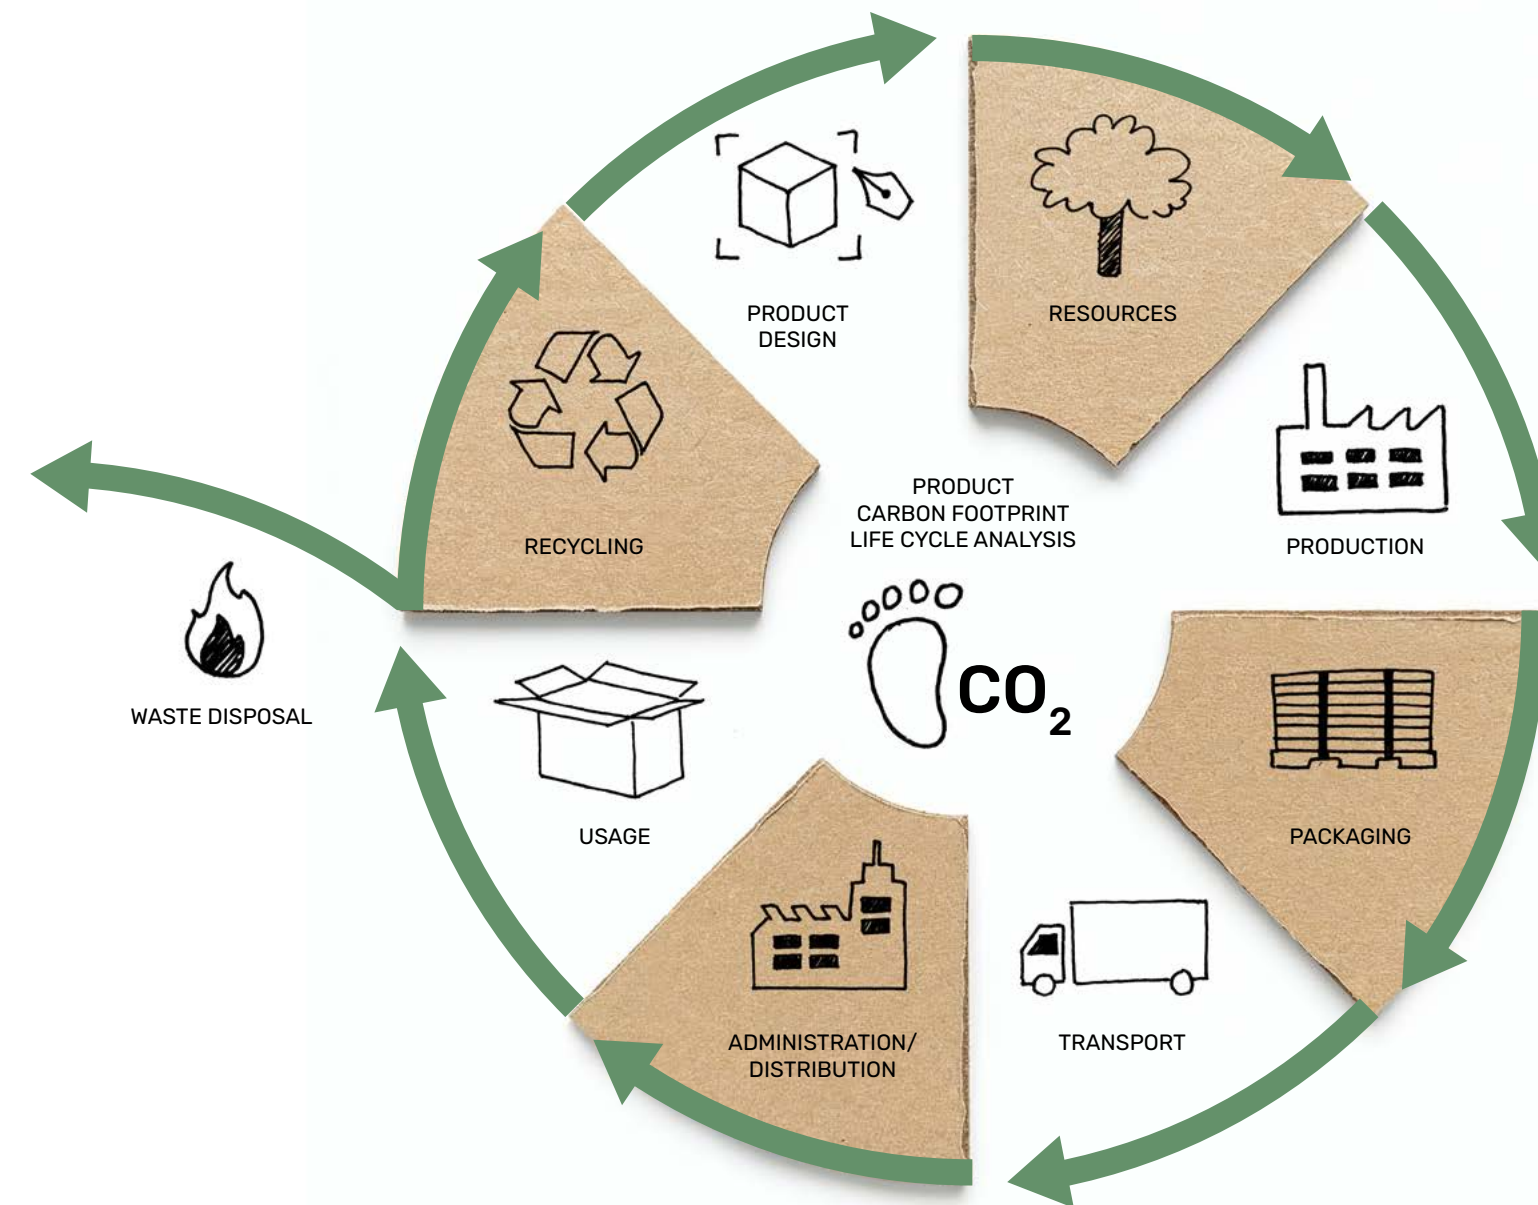 PRODUCT
DESIGN
RESOURCES
PRODUCTION
PACKAGING
TRANSPORT
ADMINISTRATION/
DISTRIBUTION
USAGE
RECYCLING
WASTE DISPOSAL
PRODUCT
CARBON FOOTPRINT
LIFE CYCLE ANALYSIS
CO₂